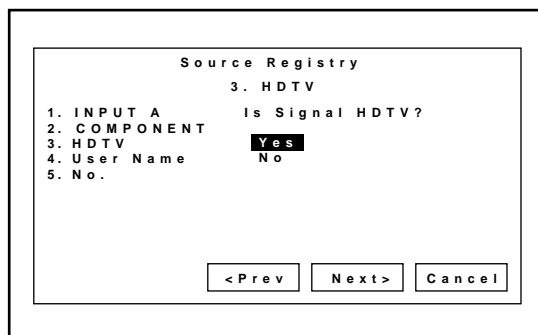 Source Registry
3. HDTV
1. INPUT A
2. COMPONENT
3. HDTV
4. User Name
5. No.
Is Signal HDTV?
Yes
No
<Prev Next> Cancel